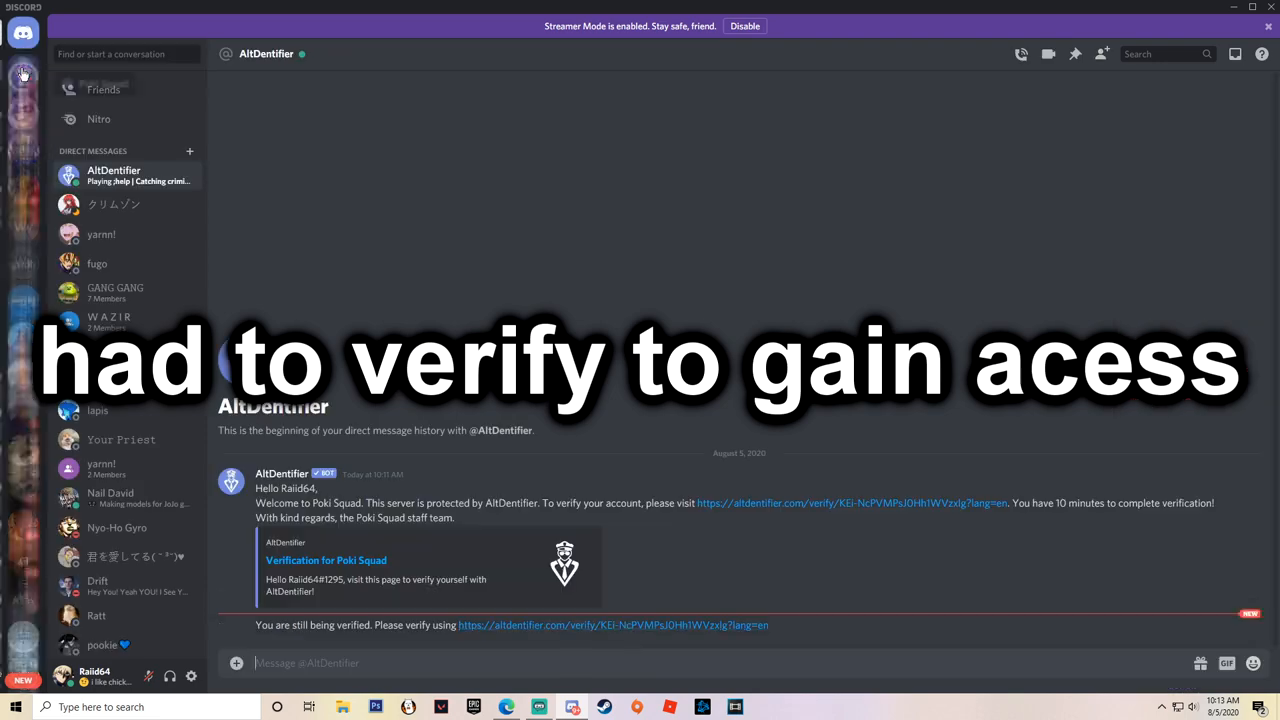 DISCORD
Streamer Mode is enabled. Stay safe, friend. Disable
Find or start a conversation
AltDentifier
Search
Friends
Nitro
DIRECT MESSAGES
AltDentifier
Playing ;help | Catching crimi...
クリムゾン
yarnn!
fugo
GANG GANG
7 Members
W A Z I R
2 Members
had to verify to gain acess
lapis
Your Priest
yarnn!
2 Members
Nail David
Making models for JoJo g...
Nyo-Ho Gyro
君を愛してる( ˘³˘)♥
Drift
Hey You! Yeah YOU! I See Y...
Ratt
pookie 💙
Raiid64
i like chick...
NEW
AltDentifier
This is the beginning of your direct message history with @AltDentifier.
August 5, 2020
AltDentifier BOT Today at 10:11 AM
Hello Raiid64,
Welcome to Poki Squad. This server is protected by AltDentifier. To verify your account, please visit https://altdentifier.com/verify/KEi-NcPVMPsJ0Hh1WVzxlg?lang=en. You have 10 minutes to complete verification!
With kind regards, the Poki Squad staff team.
AltDentifier
Verification for Poki Squad
Hello Raiid64#1295, visit this page to verify yourself with
AltDentifier!
NEW
You are still being verified. Please verify using https://altdentifier.com/verify/KEi-NcPVMPsJ0Hh1WVzxlg?lang=en
Message @AltDentifier
GIF
Type here to search
10:13 AM
8/5/2020
2